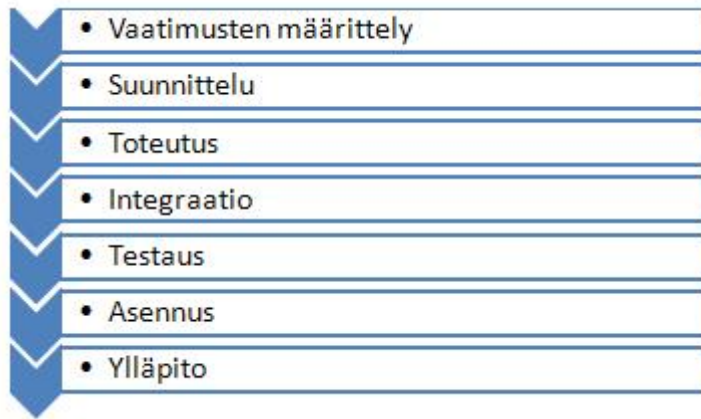 • Vaatimusten määrittely
• Suunnittelu
• Toteutus
• Integraatio
• Testaus
• Asennus
• Ylläpito